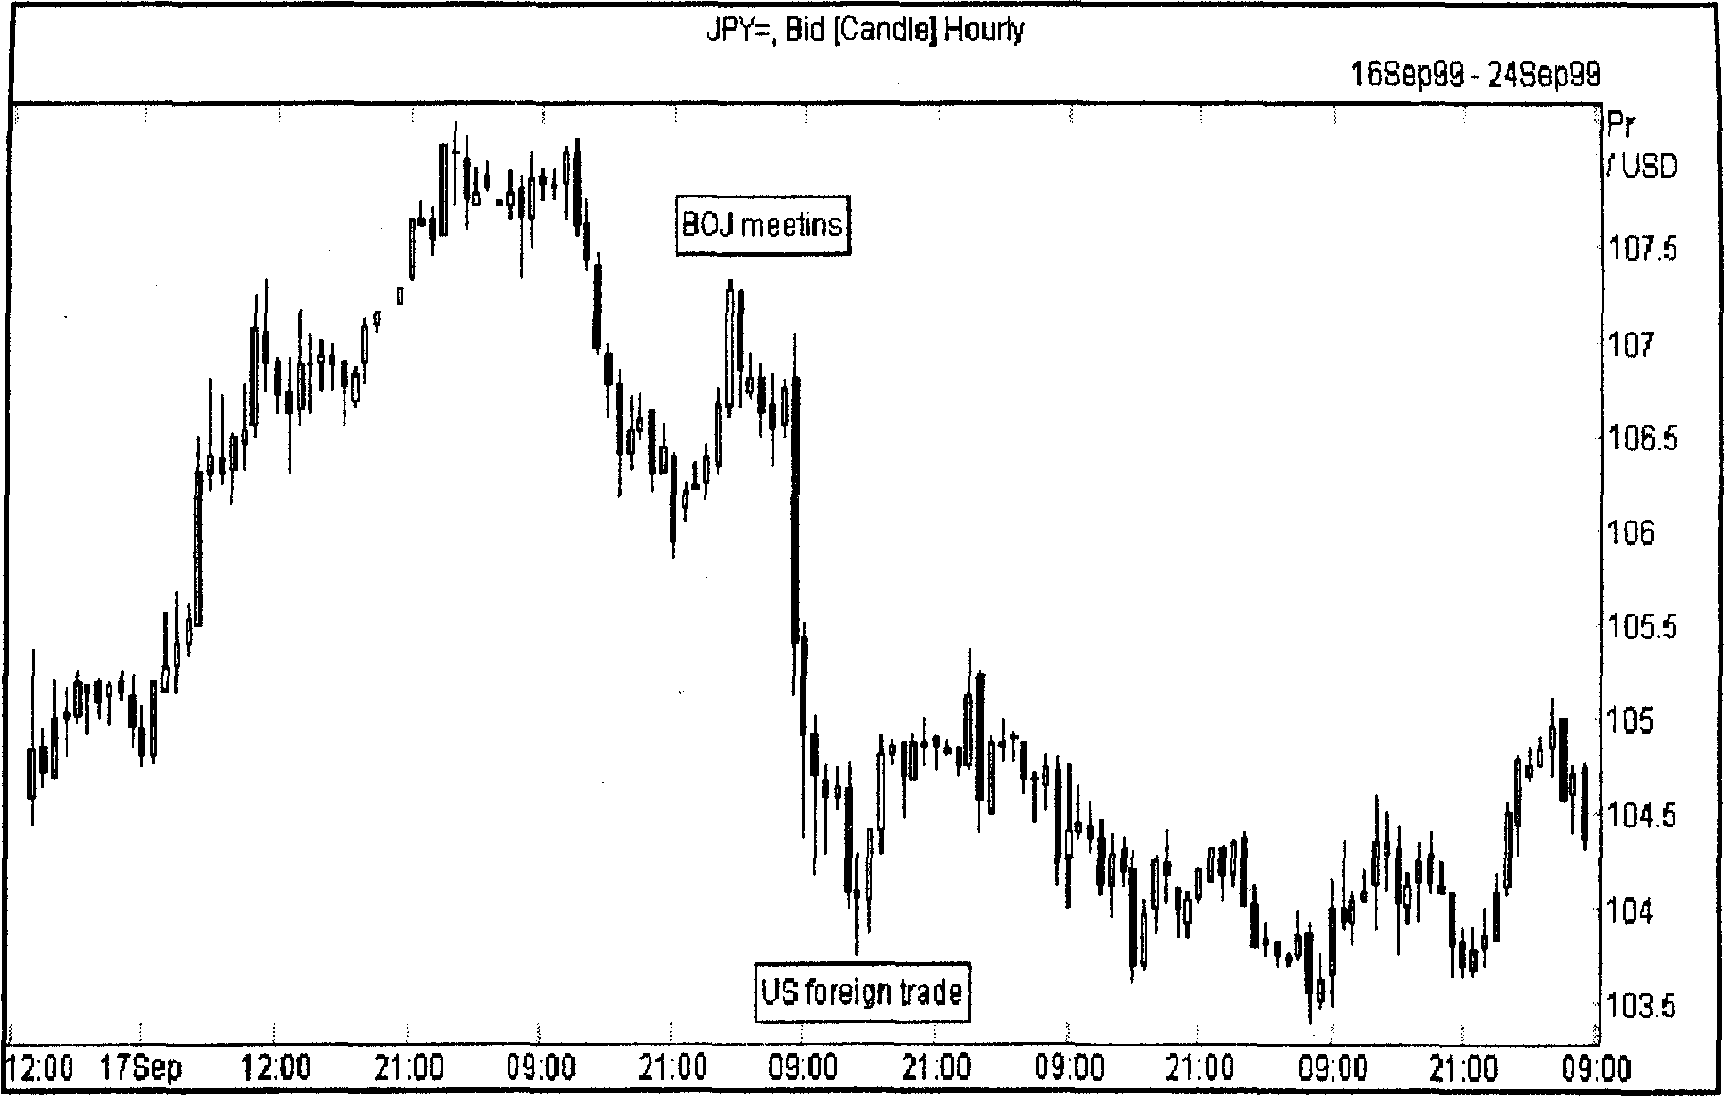 JPY=, Bid [Candle] Hourly
16Sep99 - 24Sep99
Pr
/ USD
107.5
BOJ meetins
107
106.5
106
105.5
105
104.5
104
US foreign trade
103.5
12:00 17Sep 12:00 21:00 09:00 21:00 09:00 21:00 09:00 21:00 09:00 21:00 09:00